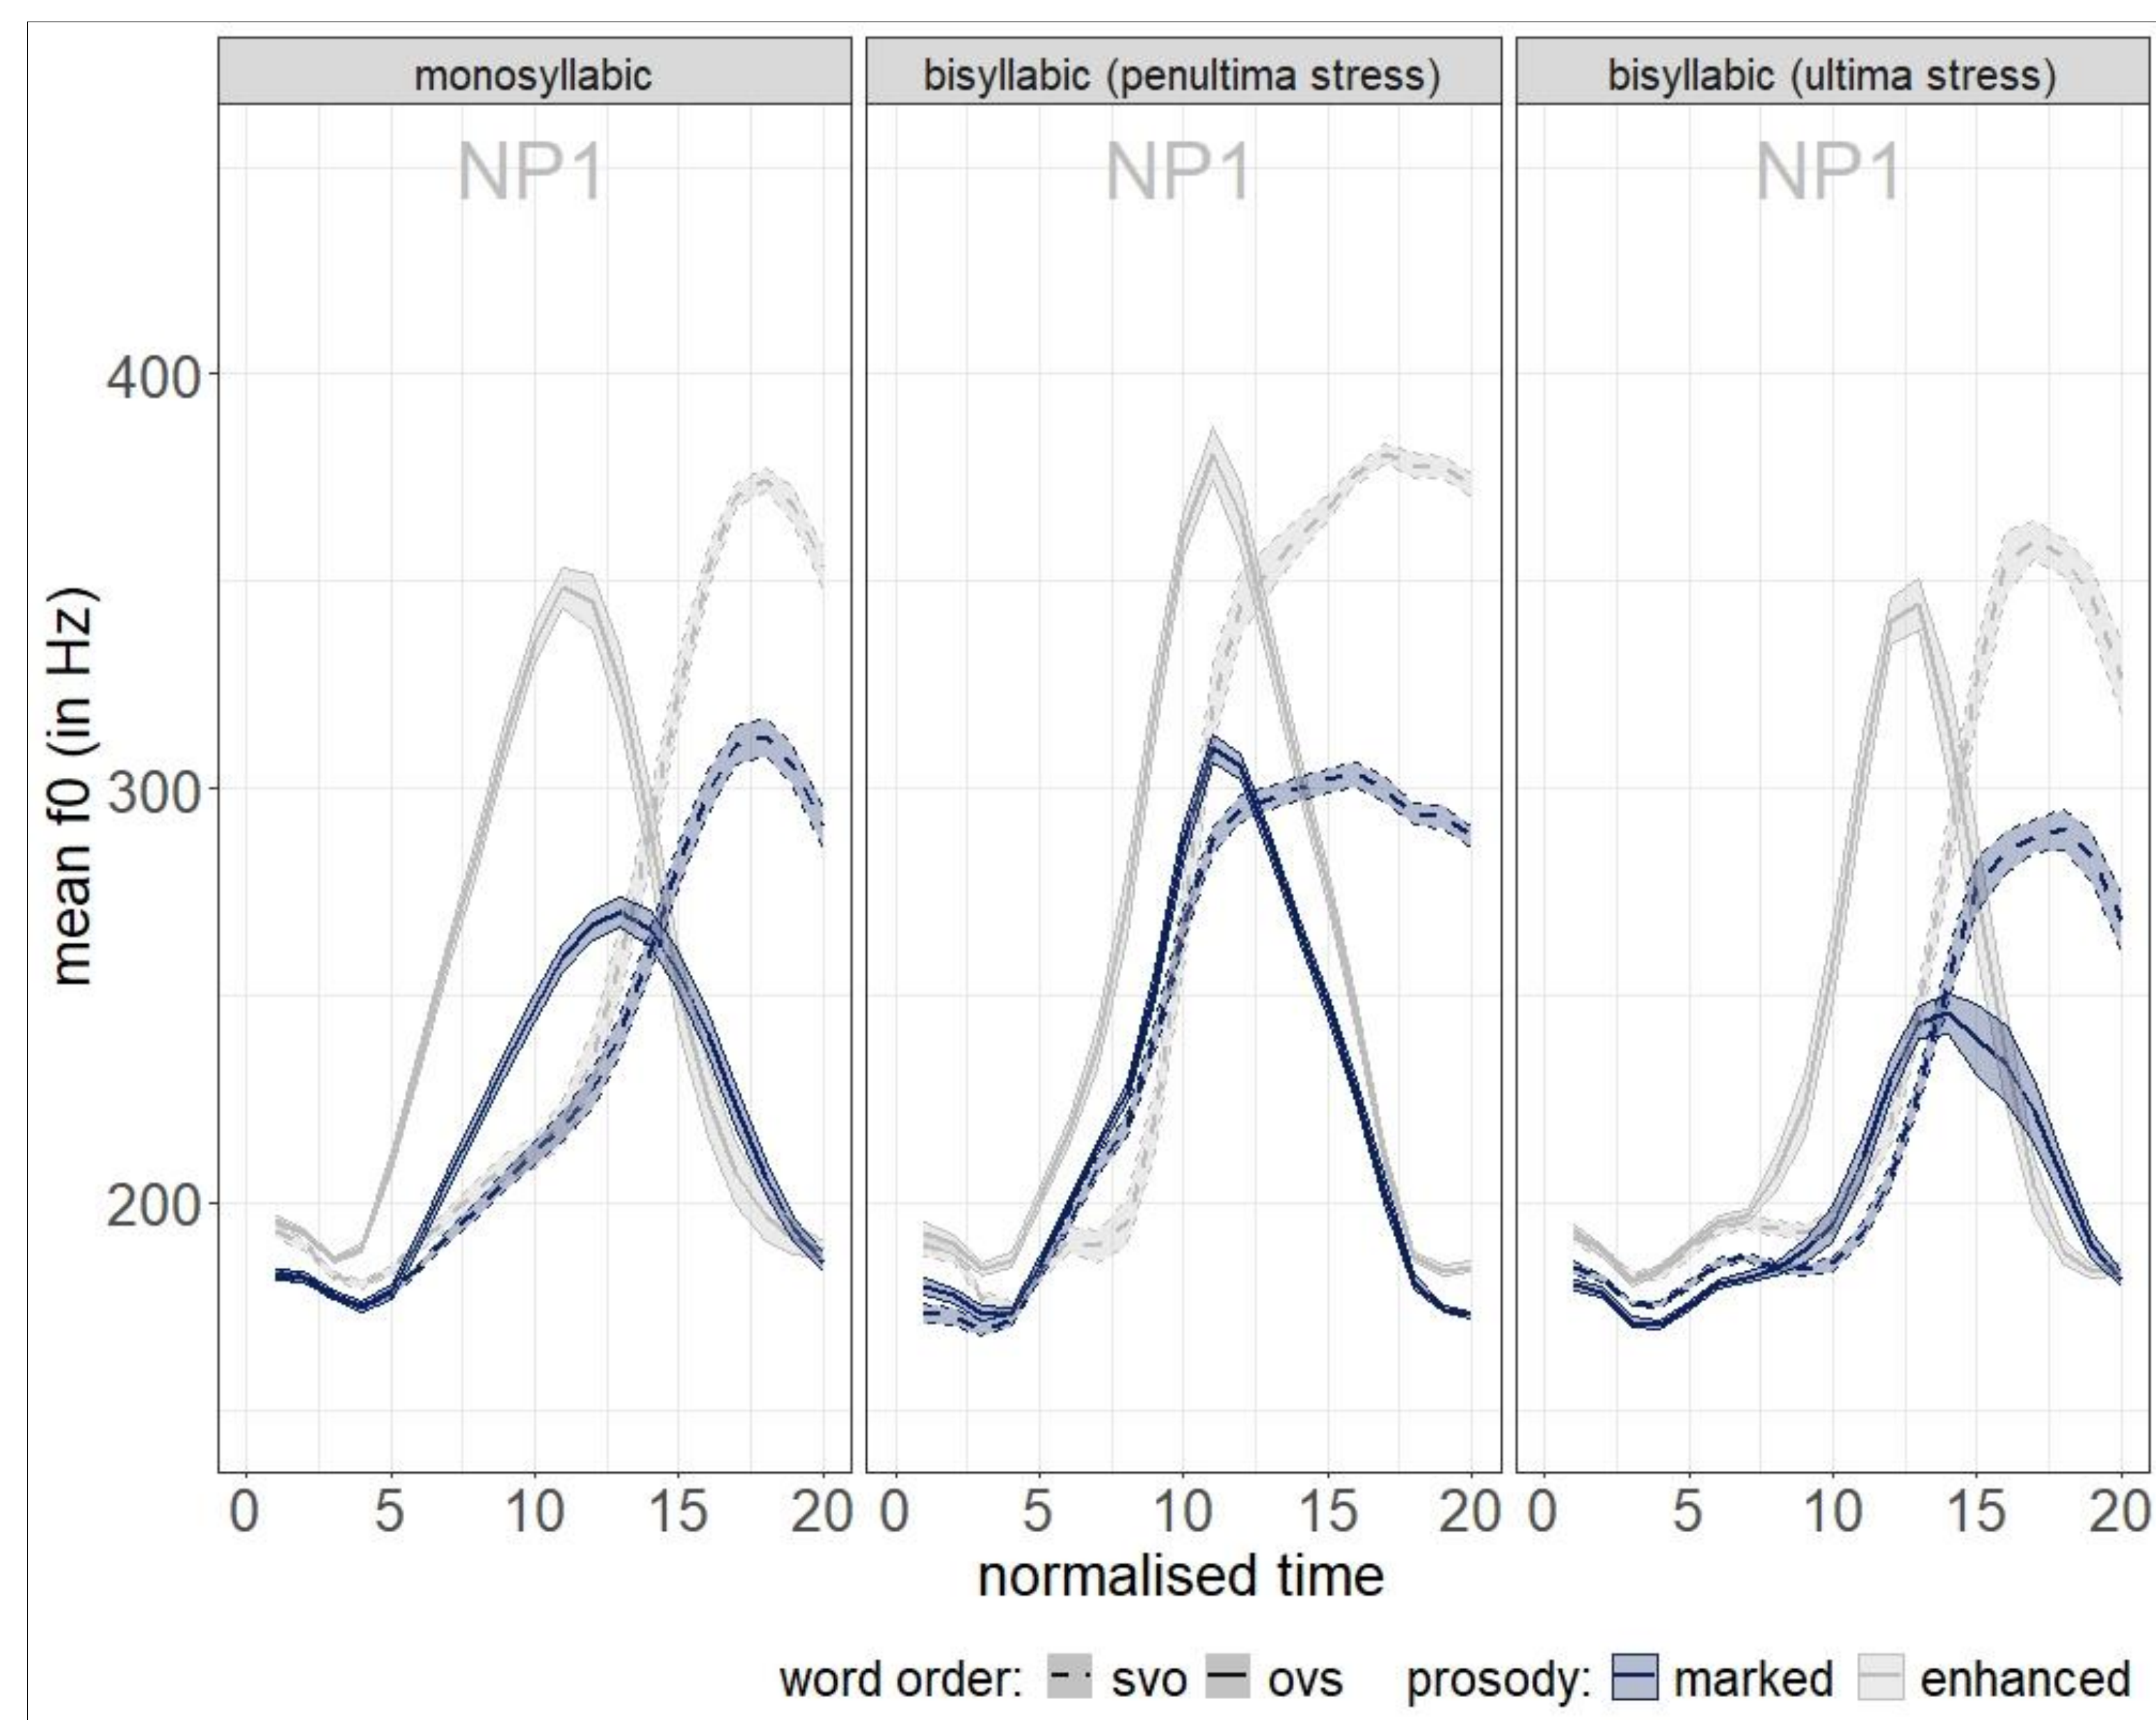 monosyllabic bisyllabic (penultima stress) bisyllabic (ultima stress)
NP1 NP1 NP1
400
300
200
mean f0 (in Hz)
0 5 10 15 20 0 5 10 15 20 0 5 10 15 20
normalised time
word order: svo ovs prosody: marked enhanced